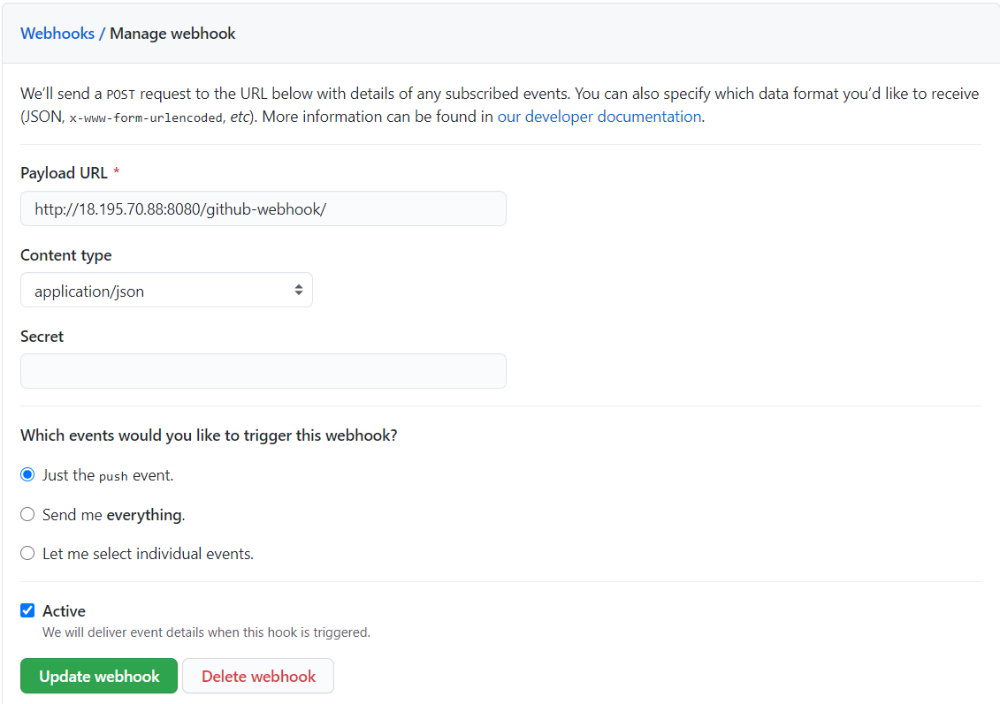 Webhooks / Manage webhook
We’ll send a POST request to the URL below with details of any subscribed events. You can also specify which data format you’d like to receive
(JSON, x-www-form-urlencoded, etc). More information can be found in our developer documentation.
Payload URL *
http://18.195.70.88:8080/github-webhook/
Content type
application/json
Secret
Which events would you like to trigger this webhook?
Just the push event.
Send me everything.
Let me select individual events.
Active
We will deliver event details when this hook is triggered.
Update webhook Delete webhook